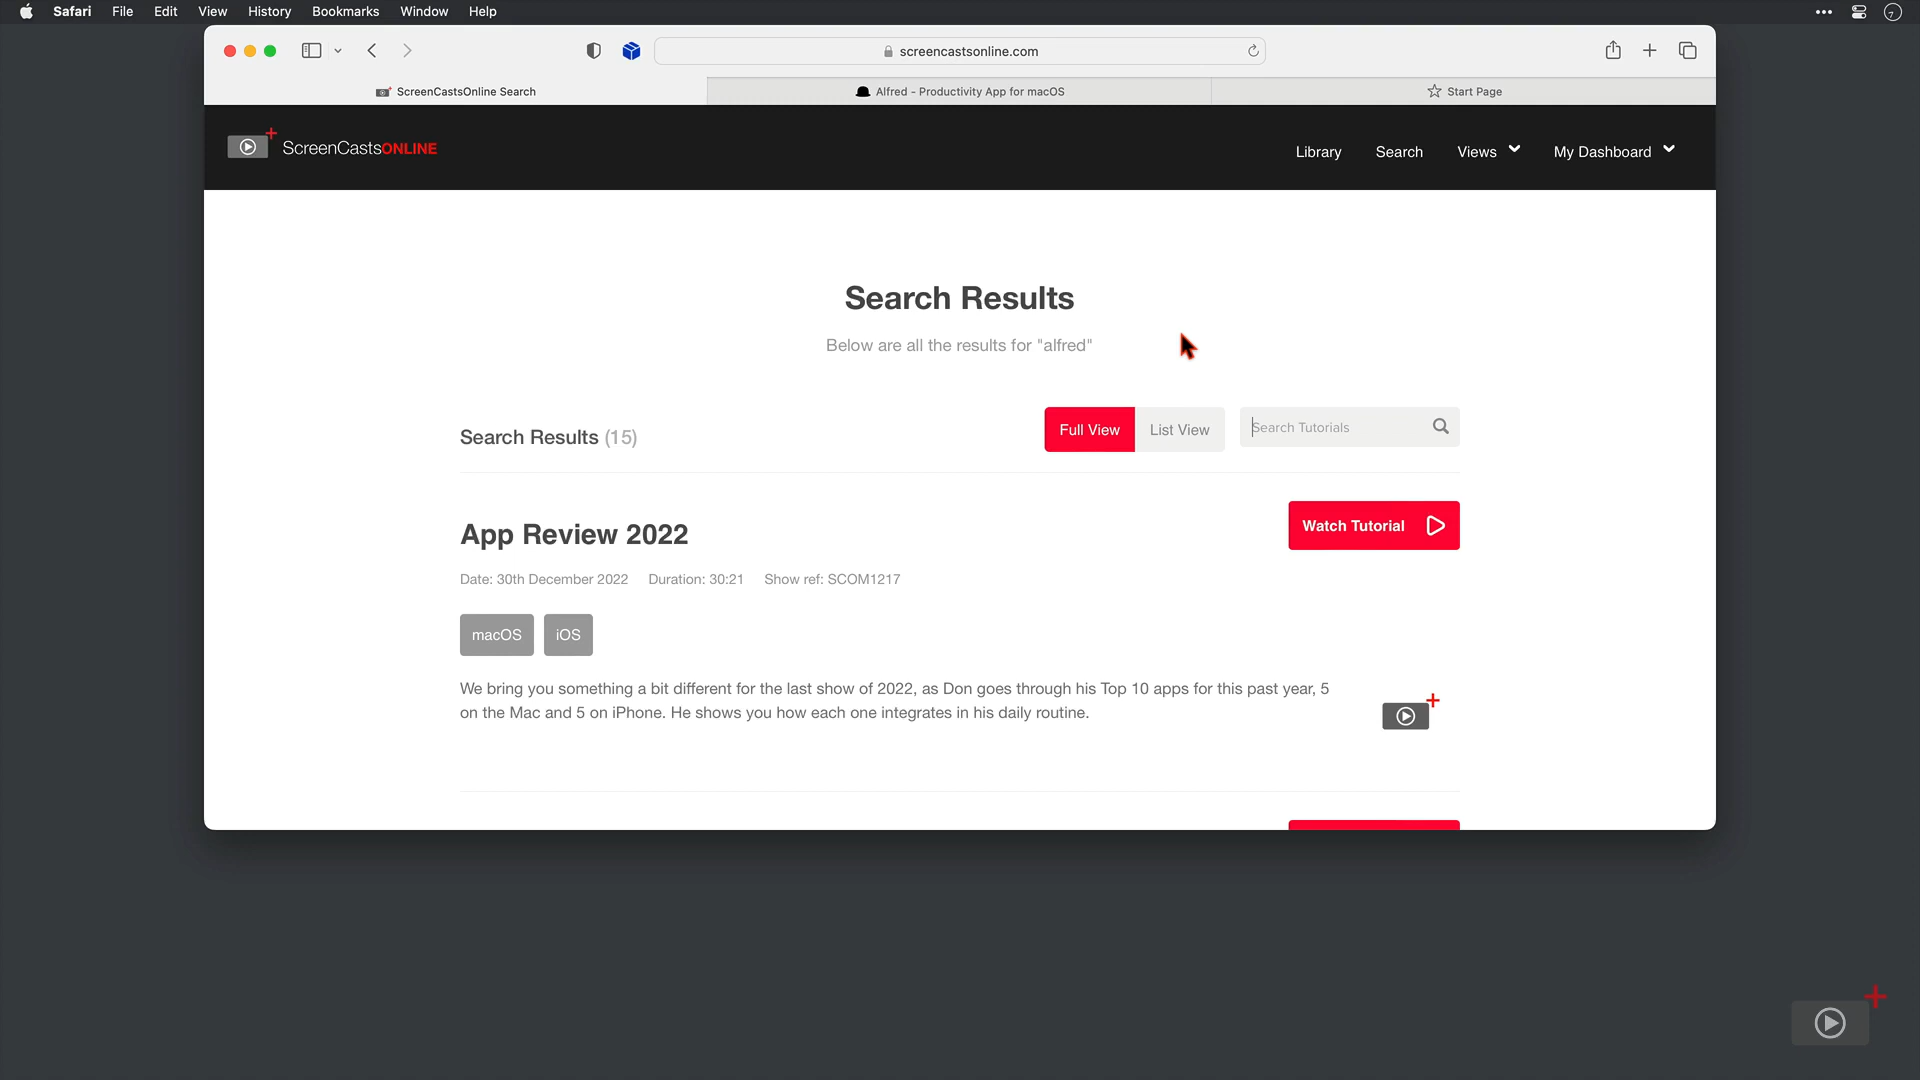 Safari File Edit View History Bookmarks Window Help
screencastsonline.com
ScreenCastsOnline Search
Alfred - Productivity App for macOS
Start Page
ScreenCastsONLINE
Library Search Views My Dashboard
Search Results
Below are all the results for "alfred"
Search Results (15)
Full View List View
Search Tutorials
App Review 2022
Watch Tutorial
Date: 30th December 2022 Duration: 30:21 Show ref: SCOM1217
macOS iOS
We bring you something a bit different for the last show of 2022, as Don goes through his Top 10 apps for this past year, 5
on the Mac and 5 on iPhone. He shows you how each one integrates in his daily routine.